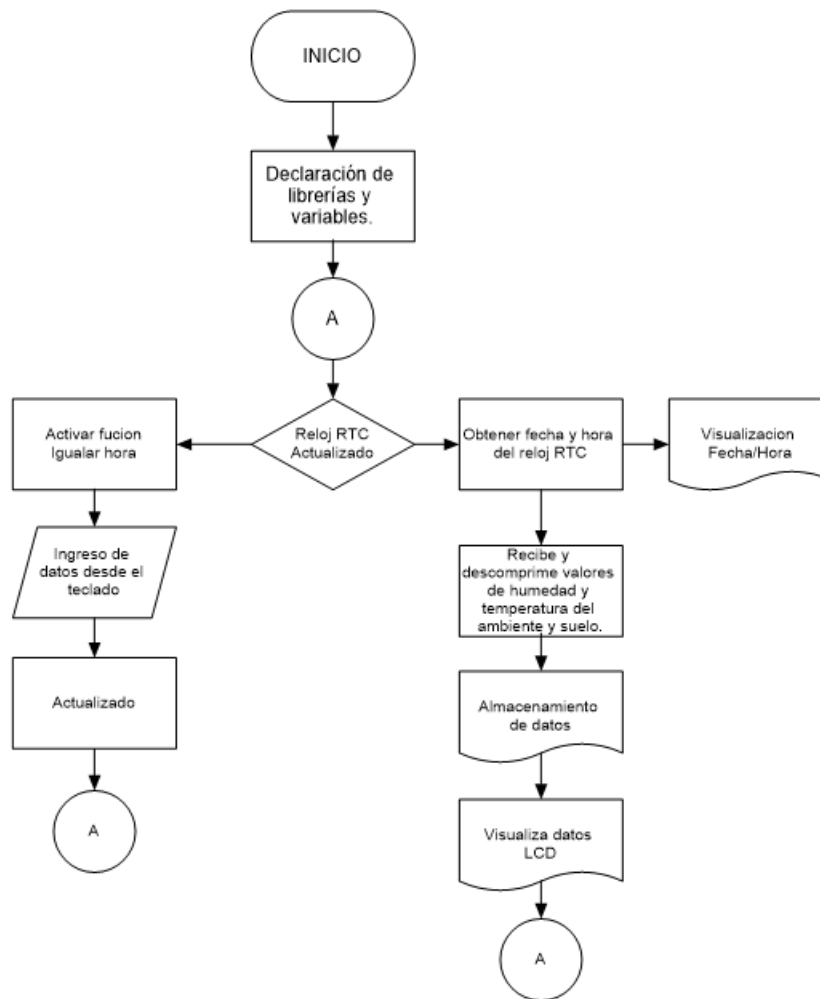 INICIO
Declaración de
librerías y
variables.
A
Activar fucion
Igualar hora
Reloj RTC
Actualizado
Obtener fecha y hora
del reloj RTC
Visualizacion
Fecha/Hora
Ingreso de
datos desde el
teclado
Recibe y
descomprime valores
de humedad y
temperatura del
ambiente y suelo.
Actualizado
Almacenamiento
de datos
A
Visualiza datos
LCD
A